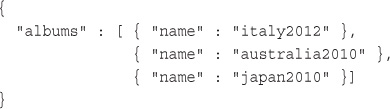 {
  "albums" : [ { "name" : "italy2012" },
               { "name" : "australia2010" },
               { "name" : "japan2010" }]
}